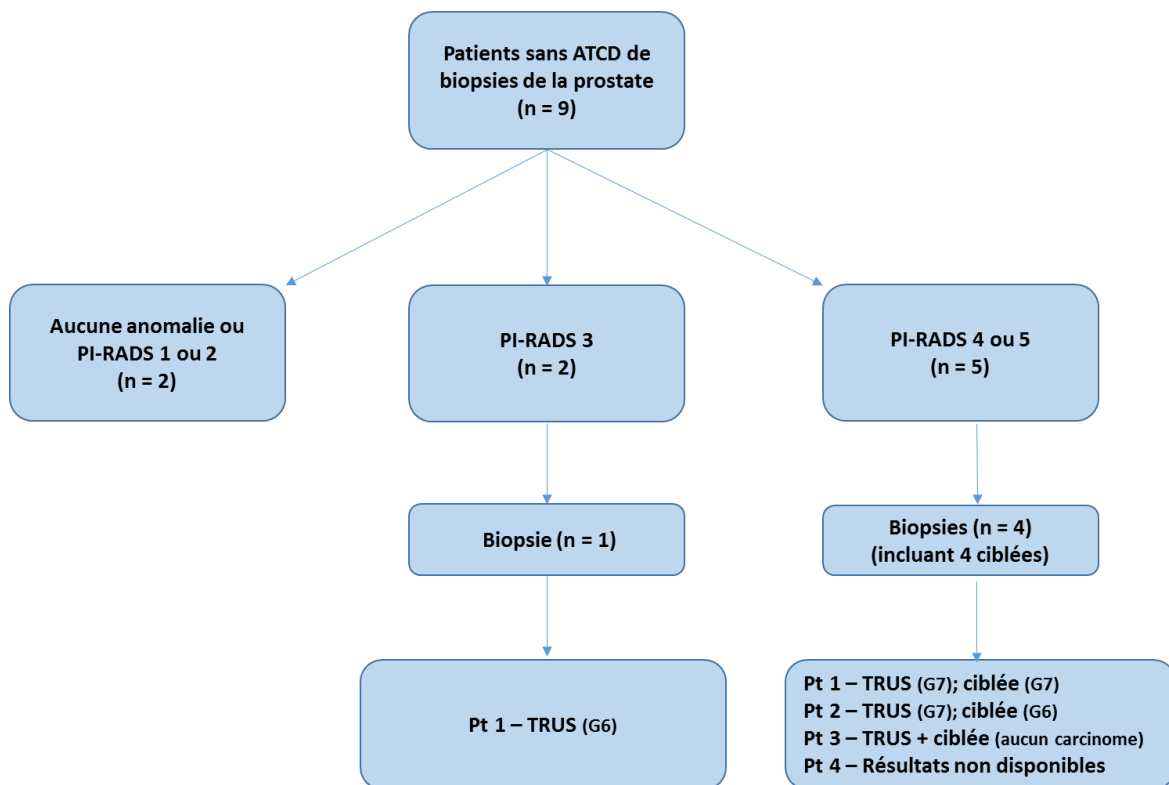 Patients sans ATCD de
biopsies de la prostate
(n = 9)
Aucune anomalie ou
PI-RADS 1 ou 2
(n = 2)
PI-RADS 3
(n = 2)
PI-RADS 4 ou 5
(n = 5)
Biopsie (n = 1)
Biopsies (n = 4)
(incluant 4 ciblées)
Pt 1 – TRUS (G6)
Pt 1 – TRUS (G7); ciblée (G7)
Pt 2 – TRUS (G7); ciblée (G6)
Pt 3 – TRUS + ciblée (aucun carcinome)
Pt 4 – Résultats non disponibles